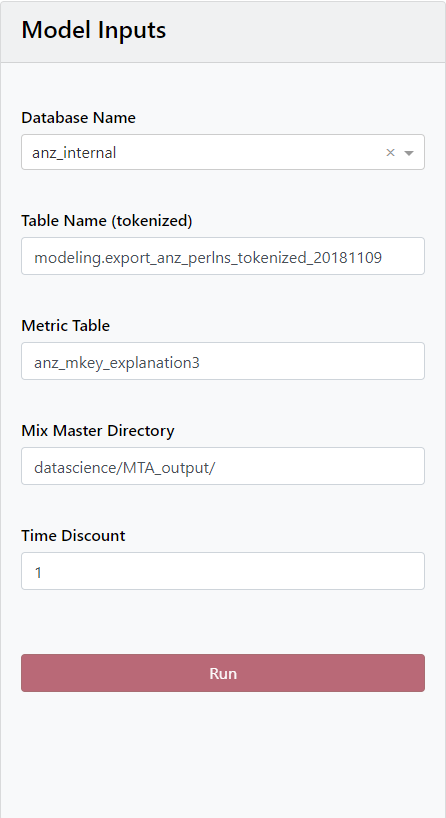 Model Inputs
Database Name
anz_internal
Table Name (tokenized)
modeling.export_anz_perlns_tokenized_20181109
Metric Table
anz_mkey_explanation3
Mix Master Directory
datascience/MTA_output/
Time Discount
1
Run